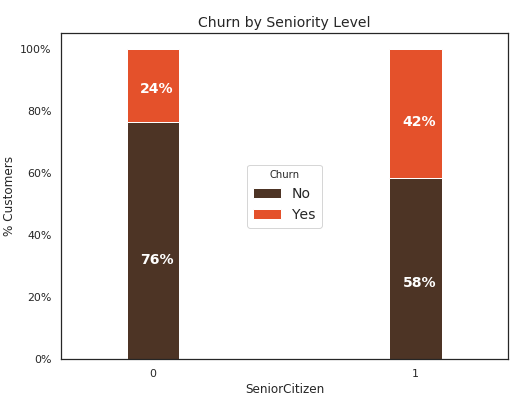 Churn by Seniority Level
% Customers
100%
80%
60%
40%
20%
0%
24%
76%
42%
58%
Churn
No
Yes
0
1
SeniorCitizen